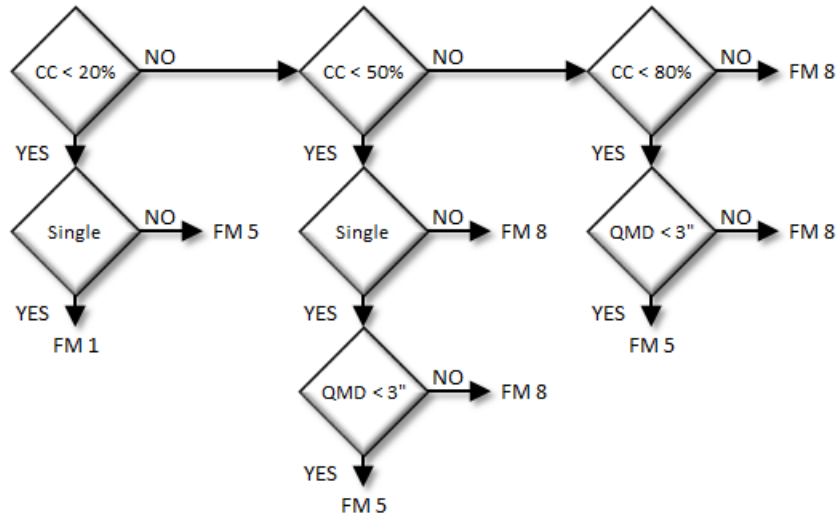 CC < 20%
NO
CC < 50%
NO
CC < 80%
NO
FM 8
YES
YES
YES
Single
NO
FM 5
Single
NO
FM 8
QMD < 3"
NO
FM 8
YES
YES
YES
FM 1
FM 5
QMD < 3"
NO
FM 8
YES
FM 5